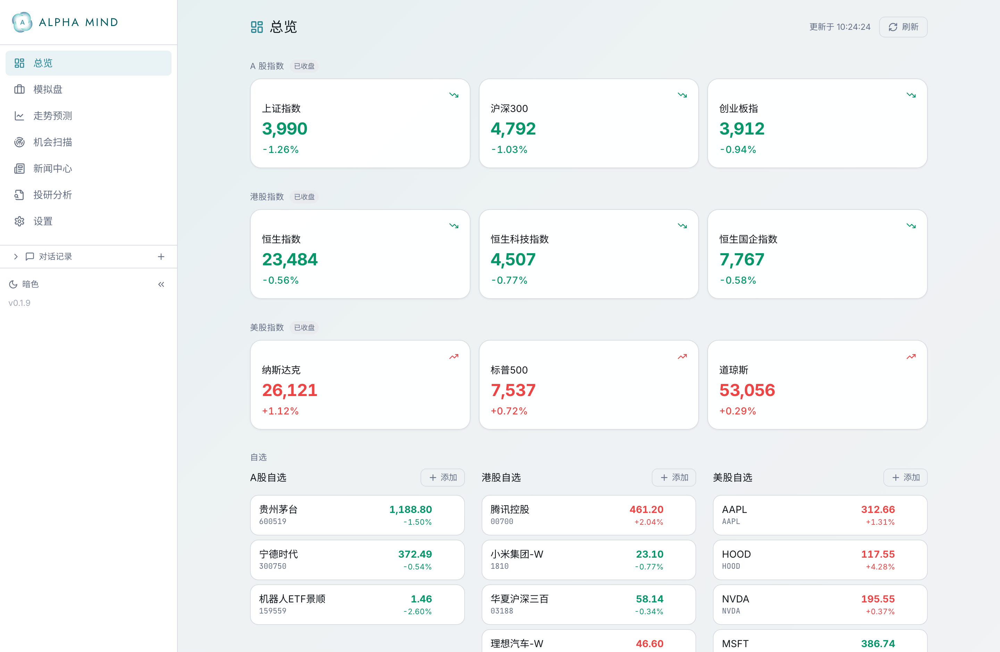 ALPHA MIND
总览
模拟盘
走势预测
机会扫描
新闻中心
投研分析
设置
对话记录
暗色
v0.1.9
总览
更新于 10:24:24
刷新
A 股指数 已收盘
上证指数
3,990
-1.26%
沪深300
4,792
-1.03%
创业板指
3,912
-0.94%
港股指数 已收盘
恒生指数
23,484
-0.56%
恒生科技指数
4,507
-0.77%
恒生国企指数
7,767
-0.58%
美股指数 已收盘
纳斯达克
26,121
+1.12%
标普500
7,537
+0.72%
道琼斯
53,056
+0.29%
自选
A股自选 + 添加
贵州茅台 1,188.80
600519 -1.50%
宁德时代 372.49
300750 -0.54%
机器人ETF景顺 1.46
159559 -2.60%
港股自选 + 添加
腾讯控股 461.20
00700 +2.04%
小米集团-W 23.10
1810 -0.77%
华夏沪深三百 58.14
03188 -0.34%
理想汽车-W 46.60
美股自选 + 添加
AAPL 312.66
AAPL +1.31%
HOOD 117.55
HOOD +4.28%
NVDA 195.55
NVDA +0.37%
MSFT 386.74